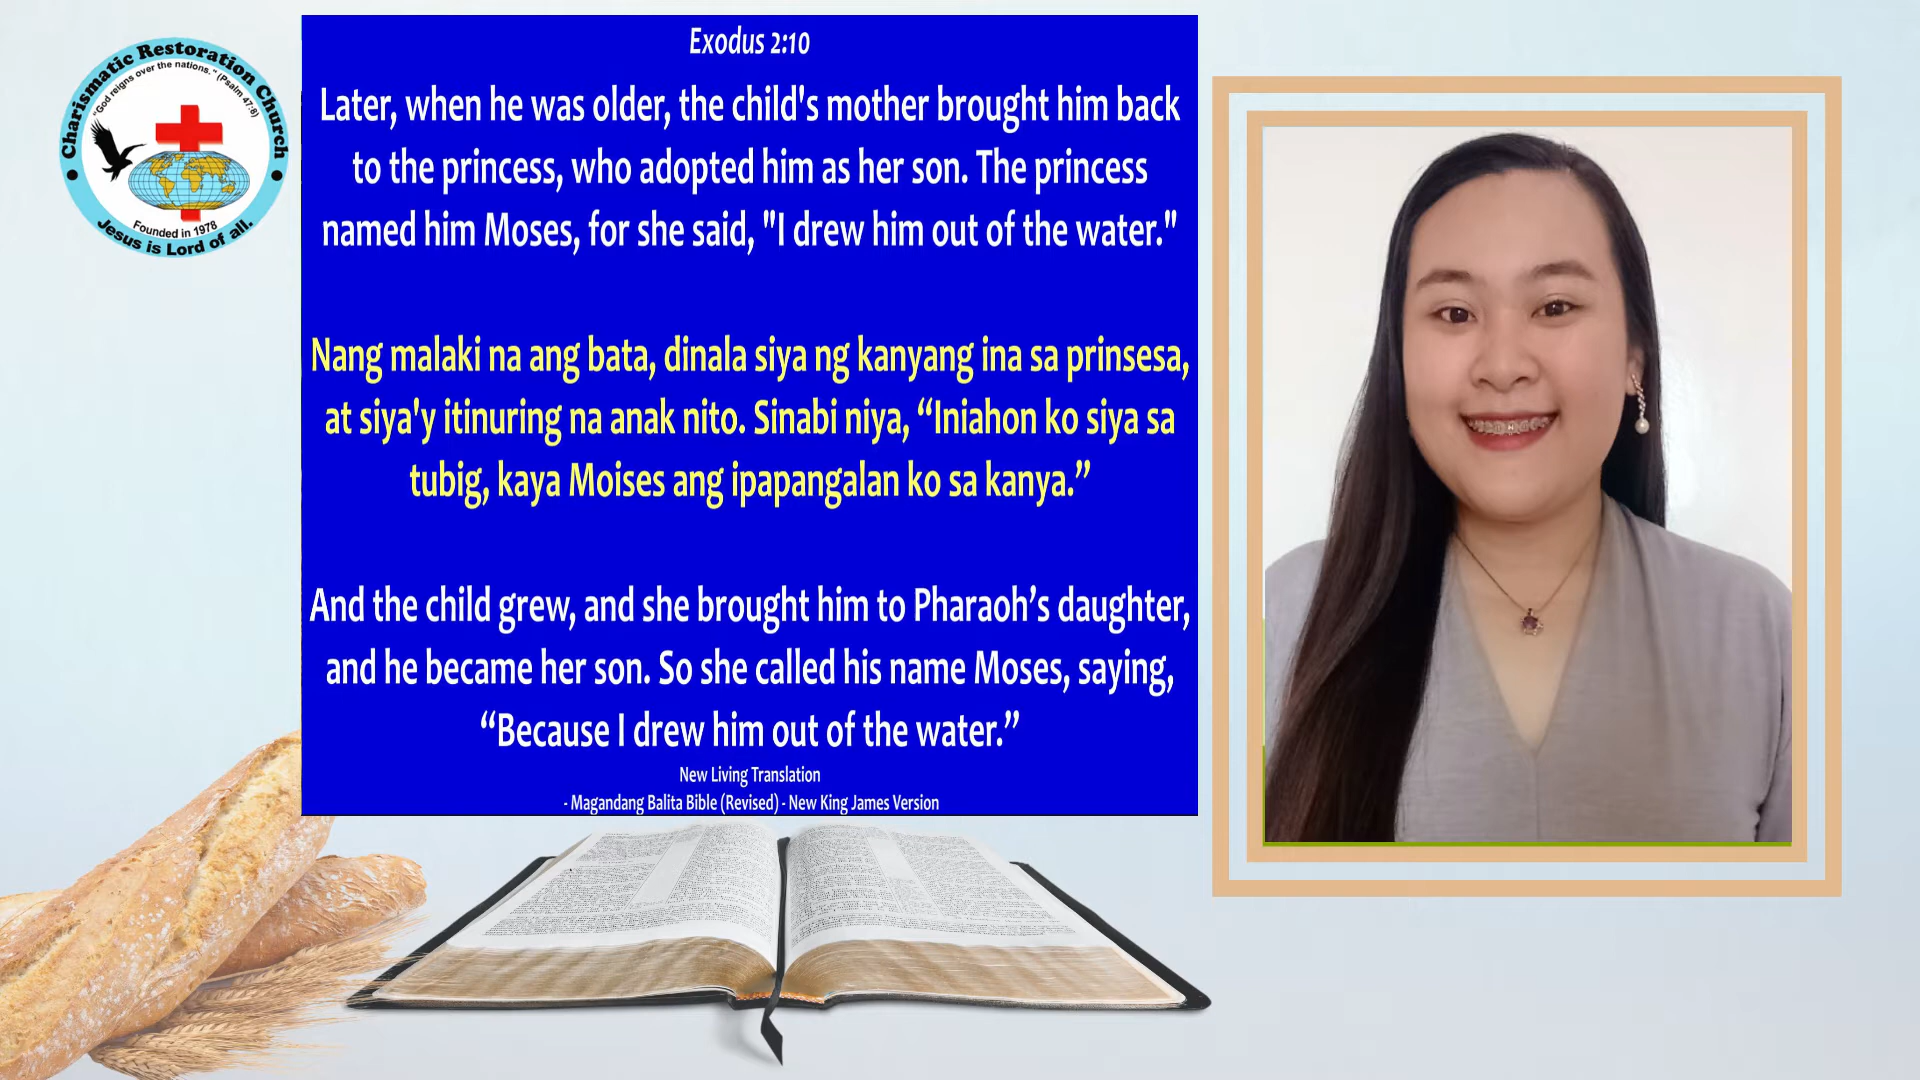 Charismatic Restoration Church
"God reigns over the nations." (Psalm 47:8)
Founded in 1978
Jesus is Lord of all.
Exodus 2:10
Later, when he was older, the child's mother brought him back
to the princess, who adopted him as her son. The princess
named him Moses, for she said, "I drew him out of the water."
Nang malaki na ang bata, dinala siya ng kanyang ina sa prinsesa,
at siya'y itinuring na anak nito. Sinabi niya, “Iniahon ko siya sa
tubig, kaya Moises ang ipapangalan ko sa kanya.”
And the child grew, and she brought him to Pharaoh’s daughter,
and he became her son. So she called his name Moses, saying,
“Because I drew him out of the water.”
New Living Translation
- Magandang Balita Bible (Revised) - New King James Version